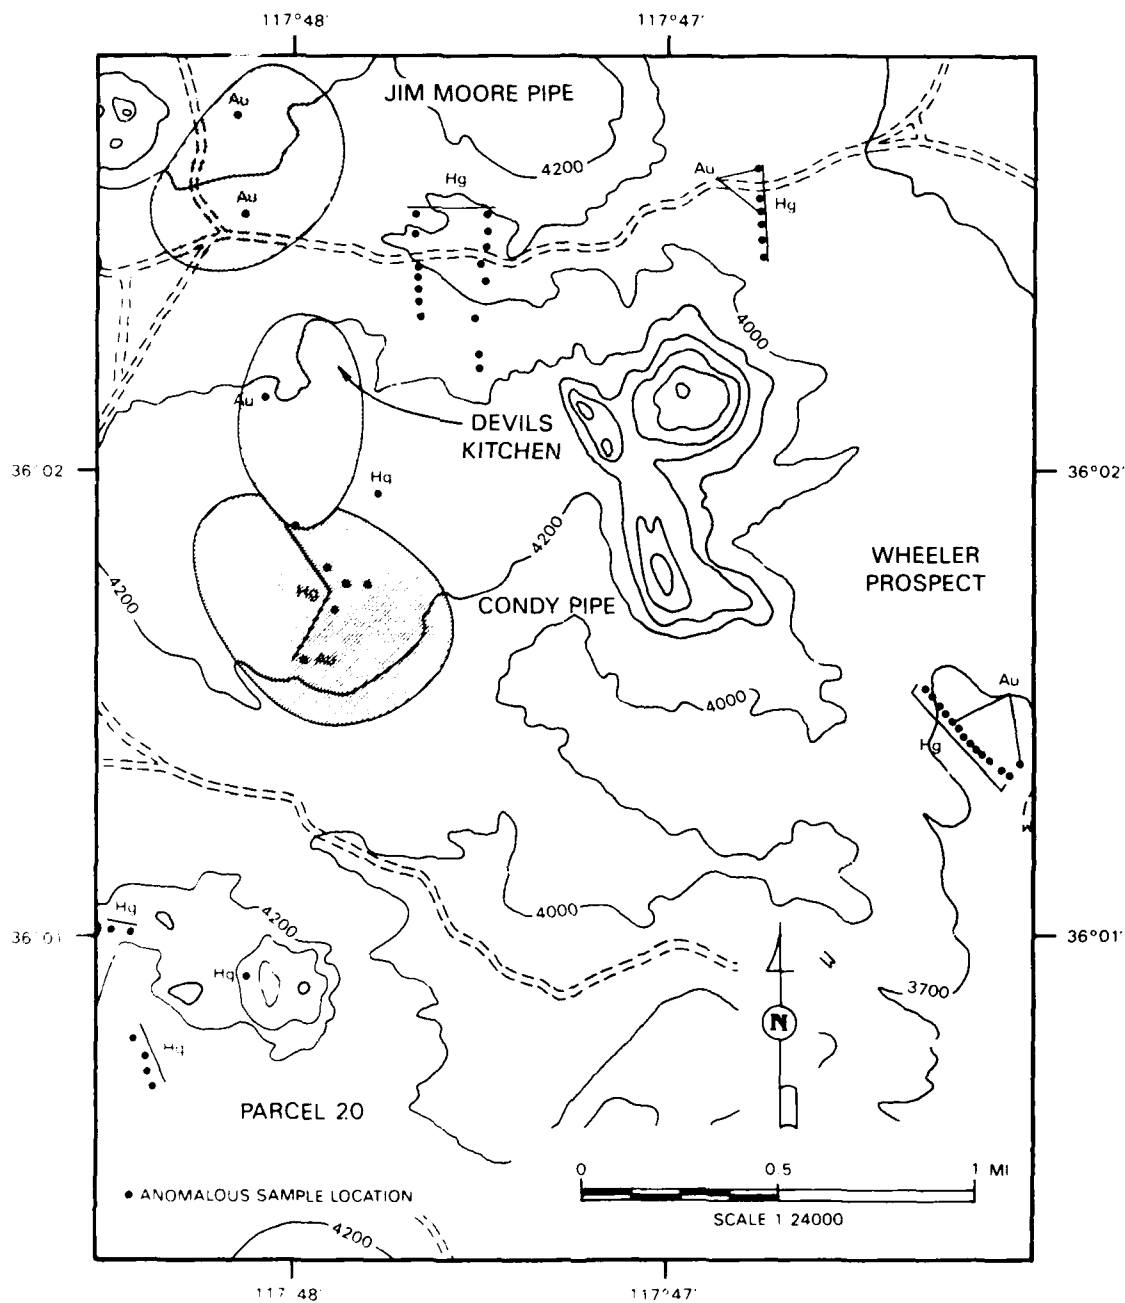 117°48'
117°47'
Au
JIM MOORE PIPE
4200
Au
Hg
Au
Hg
4000
Au
DEVILS
KITCHEN
36°02
36°02'
Hg
4200
WHEELER
PROSPECT
4200
Hg
CONDY PIPE
Au
4000
Au
Hg
4200
4000
Hg
36°01
36°01'
Hg
3700
N
Hg
PARCEL 20
0 0.5 1 MI
ANOMALOUS SAMPLE LOCATION
SCALE 1 24000
4200
117 48'
117°47'